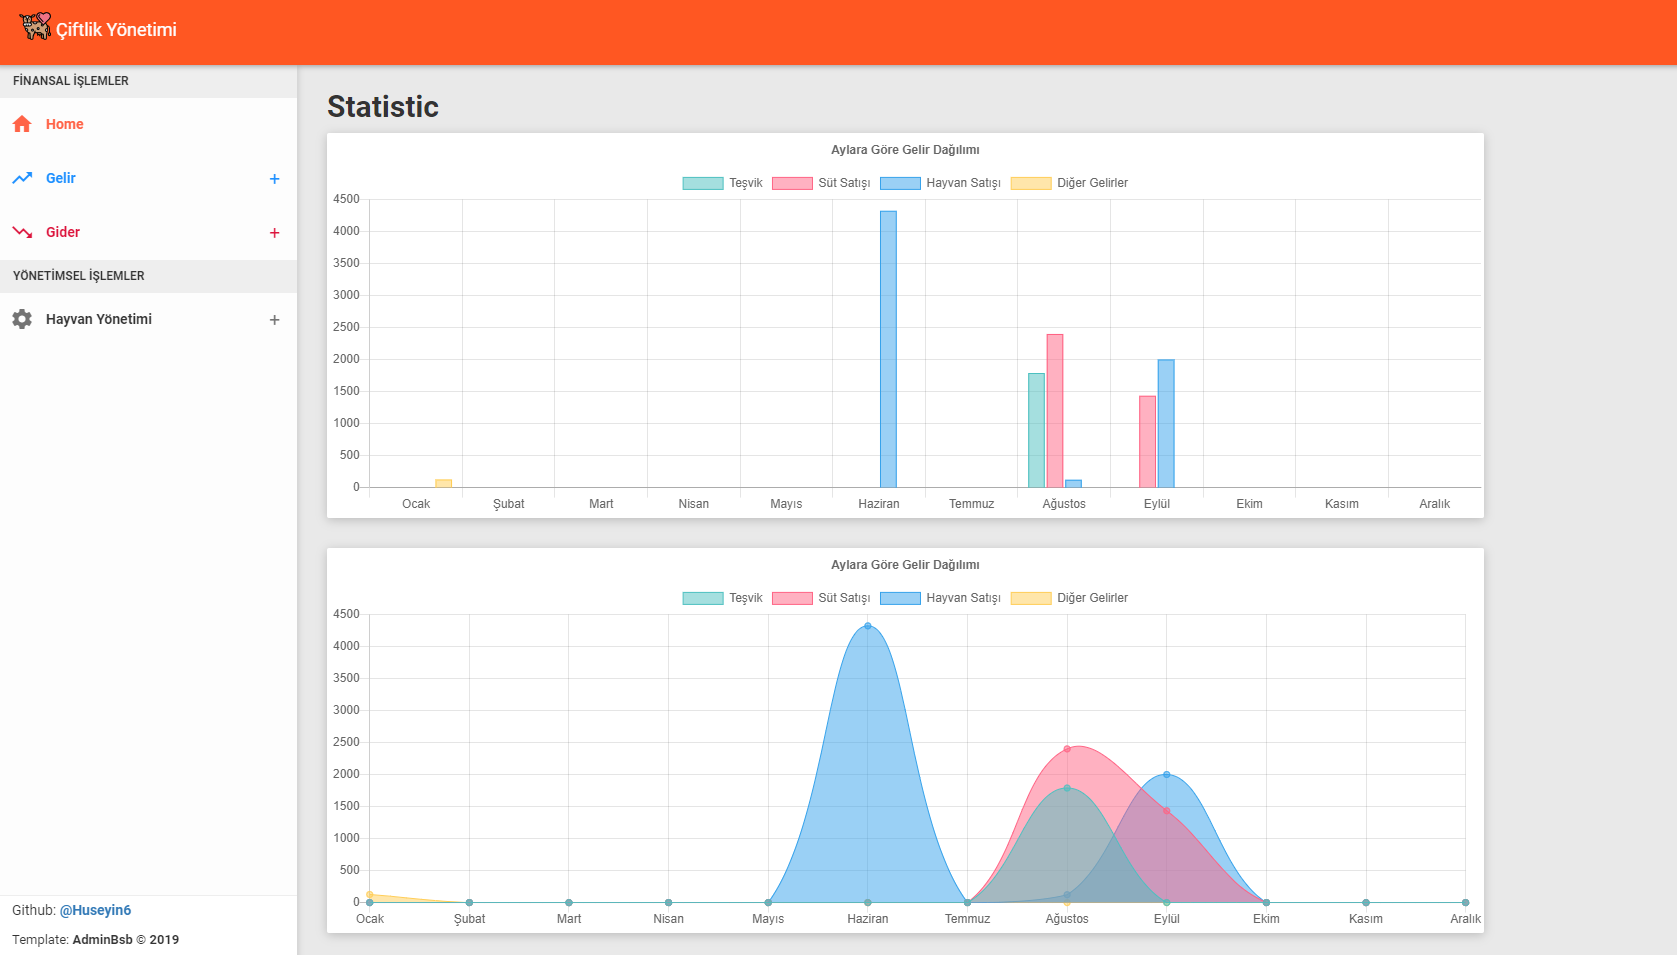 Çiftlik Yönetimi
FİNANSAL İŞLEMLER
Home
Gelir +
Gider +
YÖNETİMSEL İŞLEMLER
Hayvan Yönetimi +
Github: @Huseyin6
Template: AdminBsb © 2019
Statistic
Aylara Göre Gelir Dağılımı
Teşvik Süt Satışı Hayvan Satışı Diğer Gelirler
4500
4000
3500
3000
2500
2000
1500
1000
500
0
Ocak Şubat Mart Nisan Mayıs Haziran Temmuz Ağustos Eylül Ekim Kasım Aralık
Aylara Göre Gelir Dağılımı
Teşvik Süt Satışı Hayvan Satışı Diğer Gelirler
4500
4000
3500
3000
2500
2000
1500
1000
500
0
Ocak Şubat Mart Nisan Mayıs Haziran Temmuz Ağustos Eylül Ekim Kasım Aralık